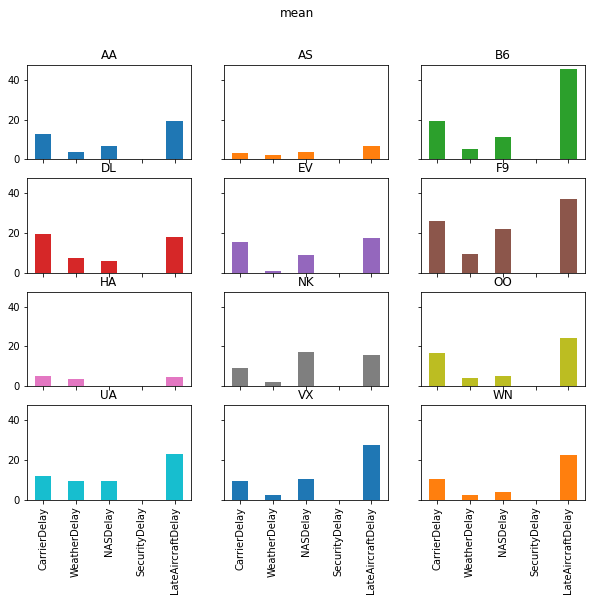 mean
AA AS B6
40
20
0
DL EV F9
40
20
0
HA NK OO
40
20
0
UA VX WN
40
20
0
CarrierDelay WeatherDelay NASDelay SecurityDelay LateAircraftDelay CarrierDelay WeatherDelay NASDelay SecurityDelay LateAircraftDelay CarrierDelay WeatherDelay NASDelay SecurityDelay LateAircraftDelay